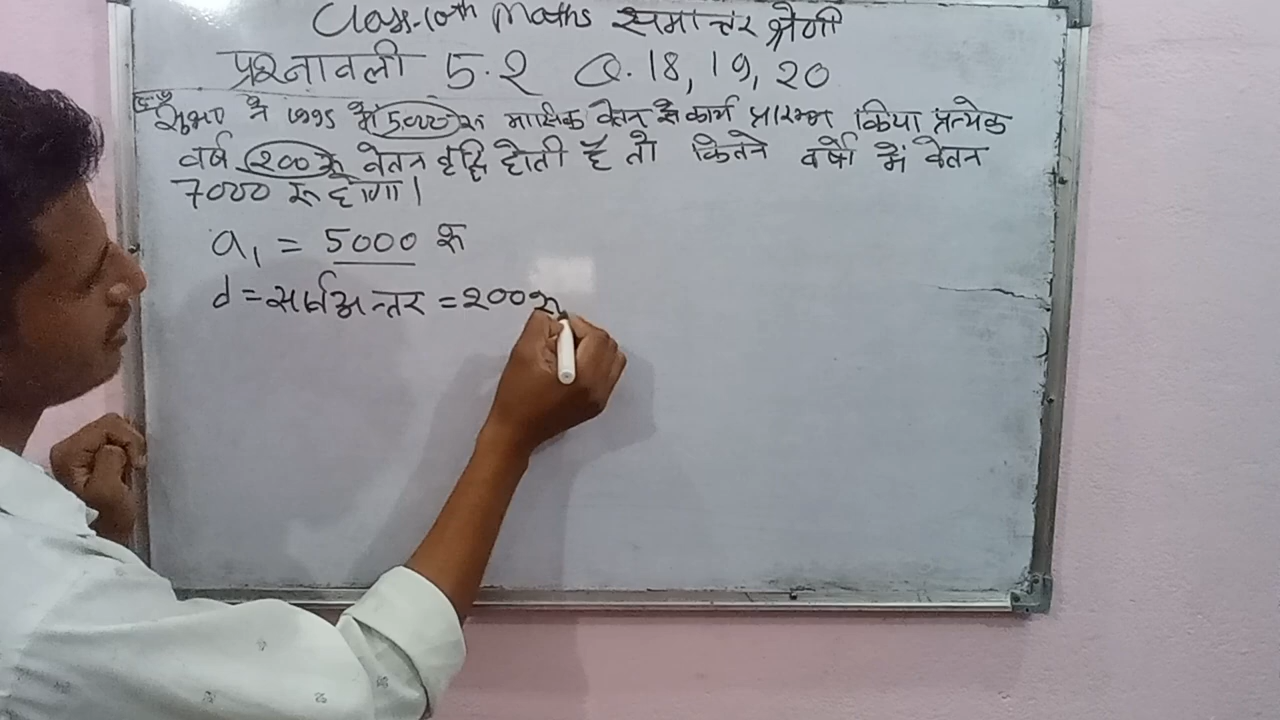 Class-10th Maths समान्तर श्रेणी
प्रश्नावली 5.2 Q.18, 19, 20
ने 1995 में 5000 रू मासिक वेतन से कार्य प्रारम्भ किया प्रत्येक
वर्ष 200 रू वेतन वृद्धि होती है तो कितने वर्षो में वेतन
7000 रू होगा।
a₁ = 5000 रू
d = सार्वअन्तर = 200 रू